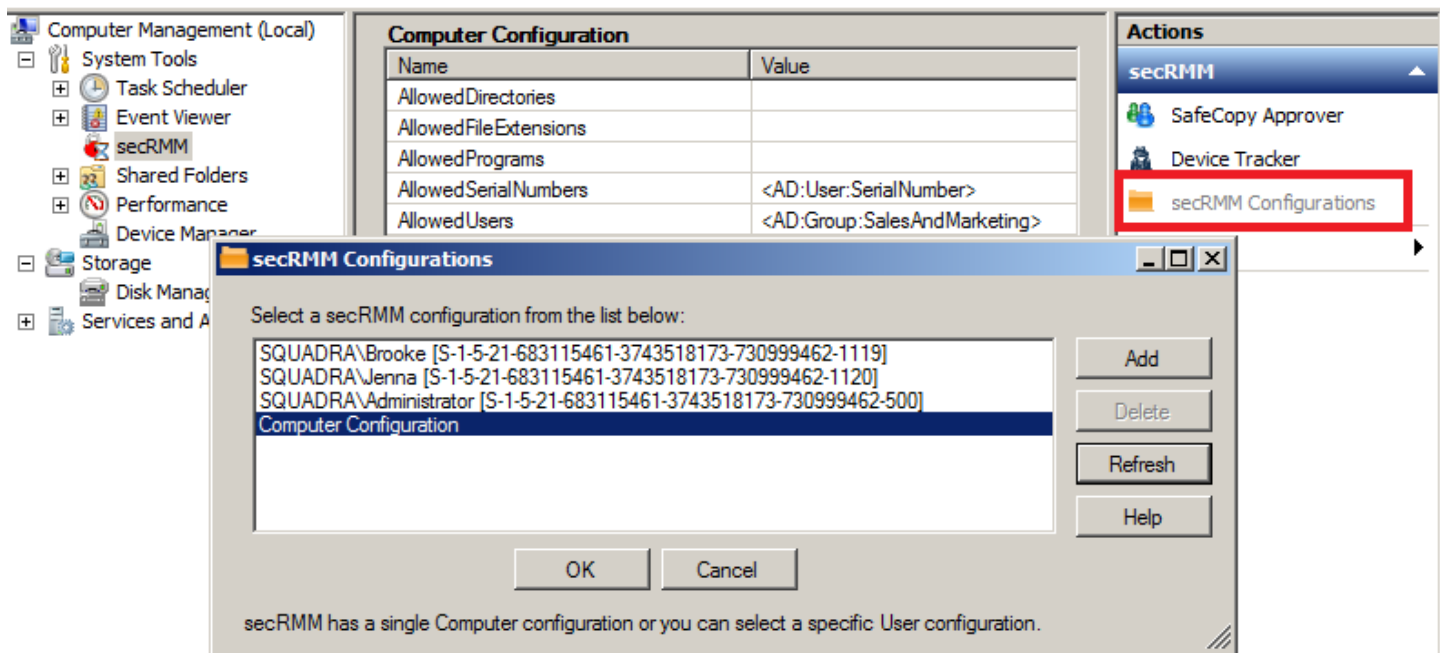 Computer Management (Local)
System Tools
Task Scheduler
Event Viewer
secRMM
Shared Folders
Performance
Device Manager
Storage
Disk Manag
Services and A
Computer Configuration
Name Value
AllowedDirectories
AllowedFileExtensions
AllowedPrograms
AllowedSerialNumbers <AD:User:SerialNumber>
AllowedUsers <AD:Group:SalesAndMarketing>
Actions
secRMM
SafeCopy Approver
Device Tracker
secRMM Configurations
secRMM Configurations
Select a secRMM configuration from the list below:
SQUADRA\Brooke [S-1-5-21-683115461-3743518173-730999462-1119]
SQUADRA\Jenna [S-1-5-21-683115461-3743518173-730999462-1120]
SQUADRA\Administrator [S-1-5-21-683115461-3743518173-730999462-500]
Computer Configuration
Add
Delete
Refresh
Help
OK Cancel
secRMM has a single Computer configuration or you can select a specific User configuration.